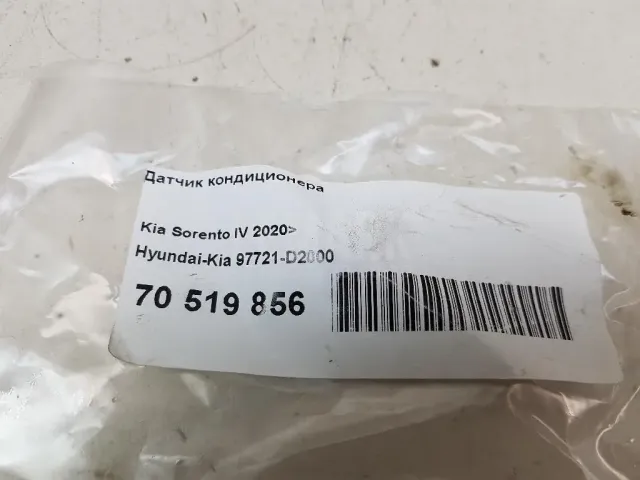 Датчик кондиционера
Kia Sorento IV 2020>
Hyundai-Kia 97721-D2000
70 519 856